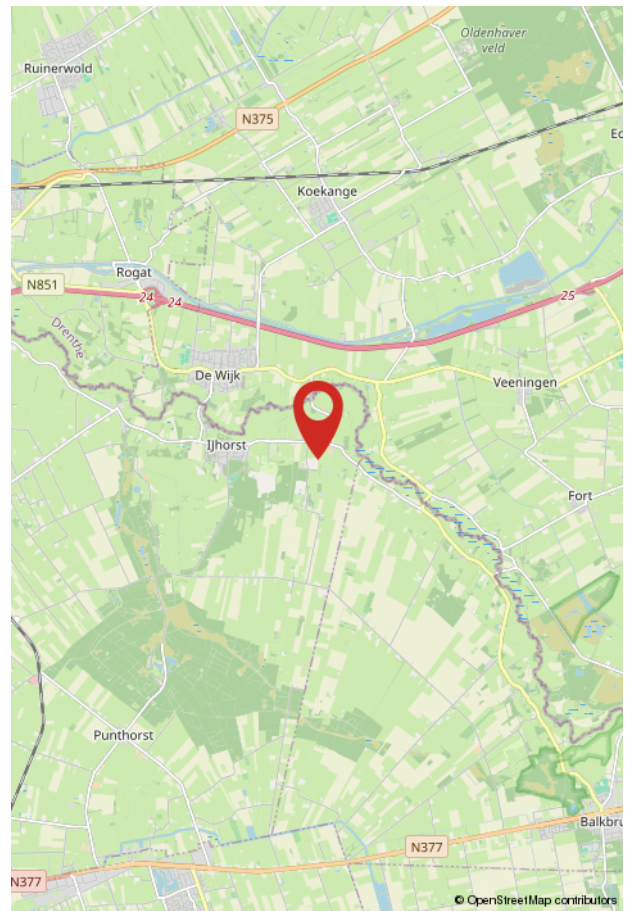 Oldenhaver
veld
Ruinerwold
N375
Ec
Koekange
Rogat
N851
24
24
25
Drenthe
De Wijk
Veeningen
IJhorst
Fort
Punthorst
Balkbru
N377
N377
© OpenStreetMap contributors